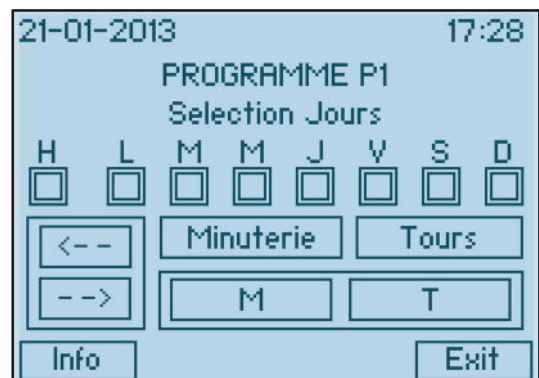 21-01-2013 17:28
PROGRAMME P1
Selection Jours
H L M M J V S D
<-- Minuterie Tours
--> M T
Info Exit